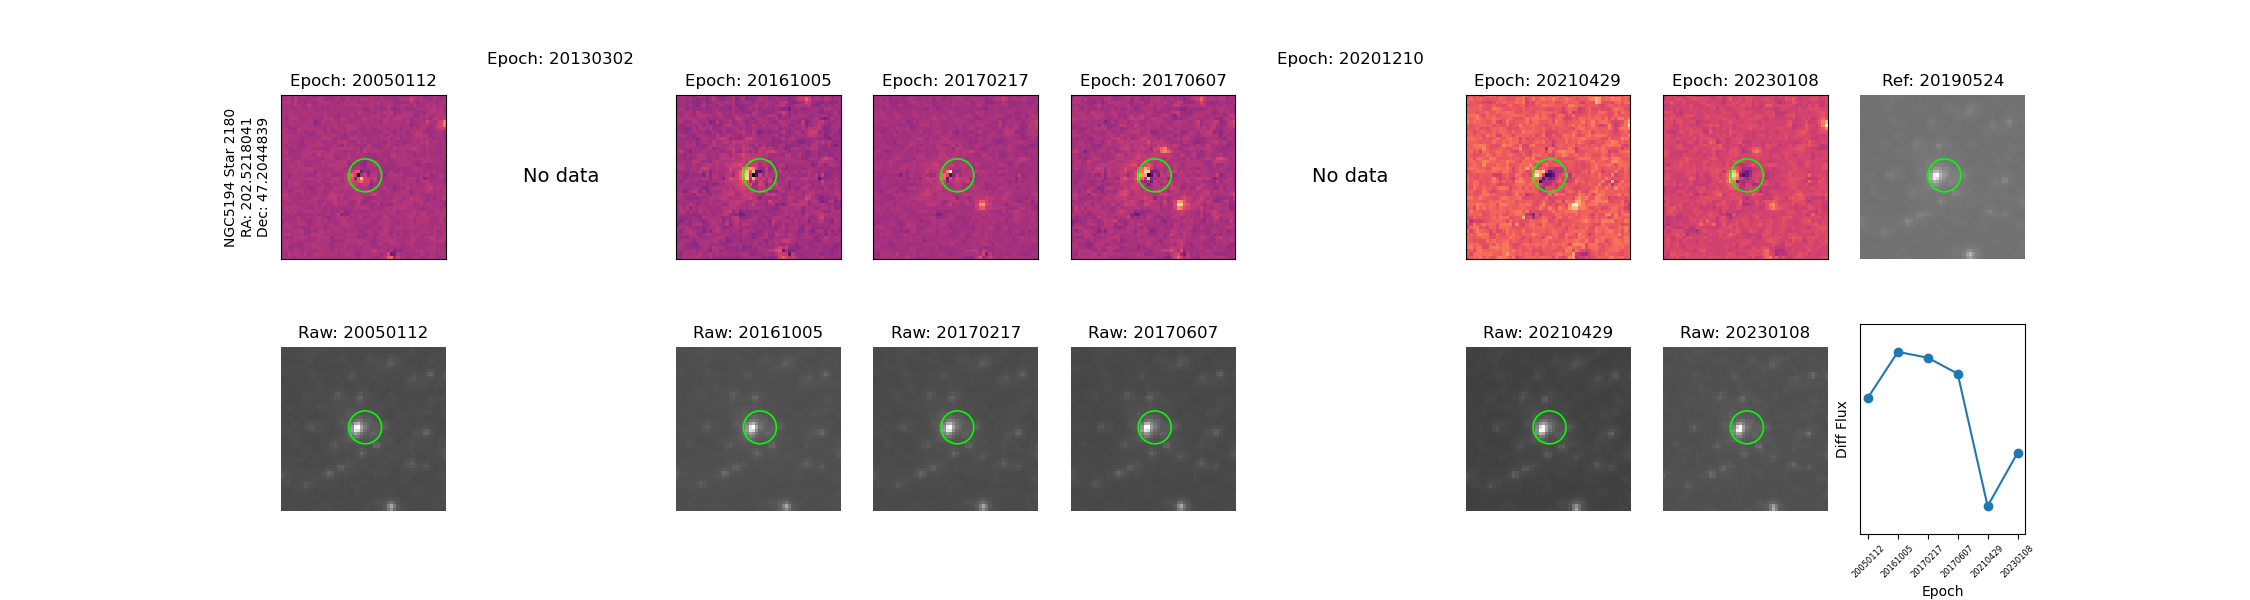 NGC5194 Star 2180
RA: 202.5218041
Dec: 47.2044839
Epoch: 20050112
Epoch: 20130302
No data
Epoch: 20161005
Epoch: 20170217
Epoch: 20170607
Epoch: 20201210
No data
Epoch: 20210429
Epoch: 20230108
Ref: 20190524
Raw: 20050112
Raw: 20161005
Raw: 20170217
Raw: 20170607
Raw: 20210429
Raw: 20230108
Diff Flux
20050112
20161005
20170217
20170607
20210429
20230108
Epoch